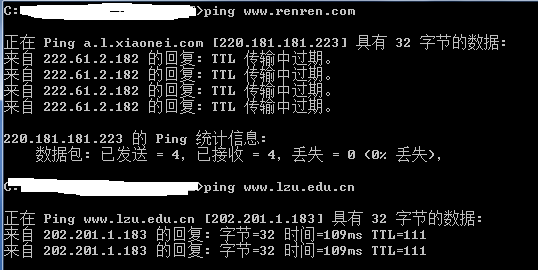 C:>ping www.renren.com
正在 Ping a.l.xiaonei.com [220.181.181.223] 具有 32 字节的数据:
来自 222.61.2.182 的回复: TTL 传输中过期。
来自 222.61.2.182 的回复: TTL 传输中过期。
来自 222.61.2.182 的回复: TTL 传输中过期。
来自 222.61.2.182 的回复: TTL 传输中过期。
220.181.181.223 的 Ping 统计信息:
数据包: 已发送 = 4, 已接收 = 4, 丢失 = 0 (0% 丢失),
C:>ping www.lzu.edu.cn
正在 Ping www.lzu.edu.cn [202.201.1.183] 具有 32 字节的数据:
来自 202.201.1.183 的回复: 字节=32 时间=109ms TTL=111
来自 202.201.1.183 的回复: 字节=32 时间=109ms TTL=111